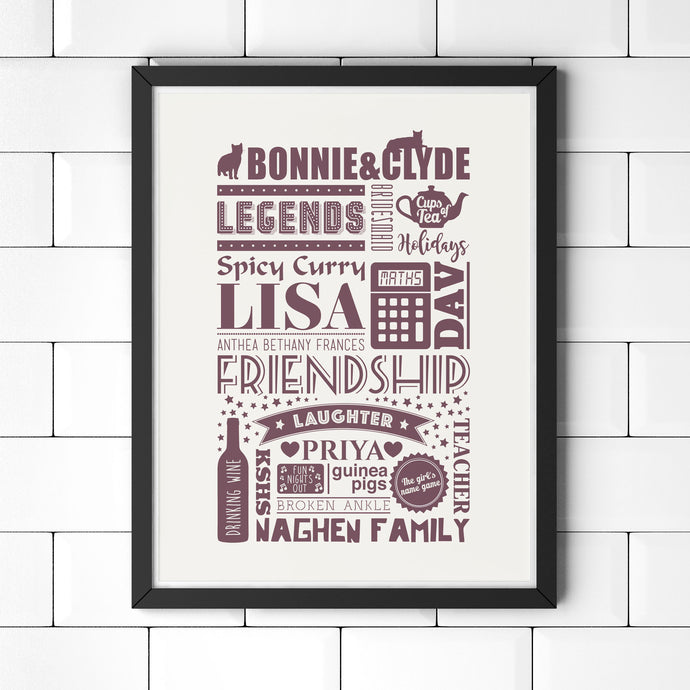 BONNIE&CLYDE
LEGENDS
BRIDESMAID
Cups of Tea
Holidays
Spicy Curry
MATHS
DAV
LISA
ANTHEA BETHANY FRANCES
FRIENDSHIP
LAUGHTER
PRIYA
TEACHER
DRINKING WINE
KSHS
FUN
NIGHTS
OUT
guinea
pigs
The girl's
name game
BROKEN ANKLE
NAGHEN FAMILY